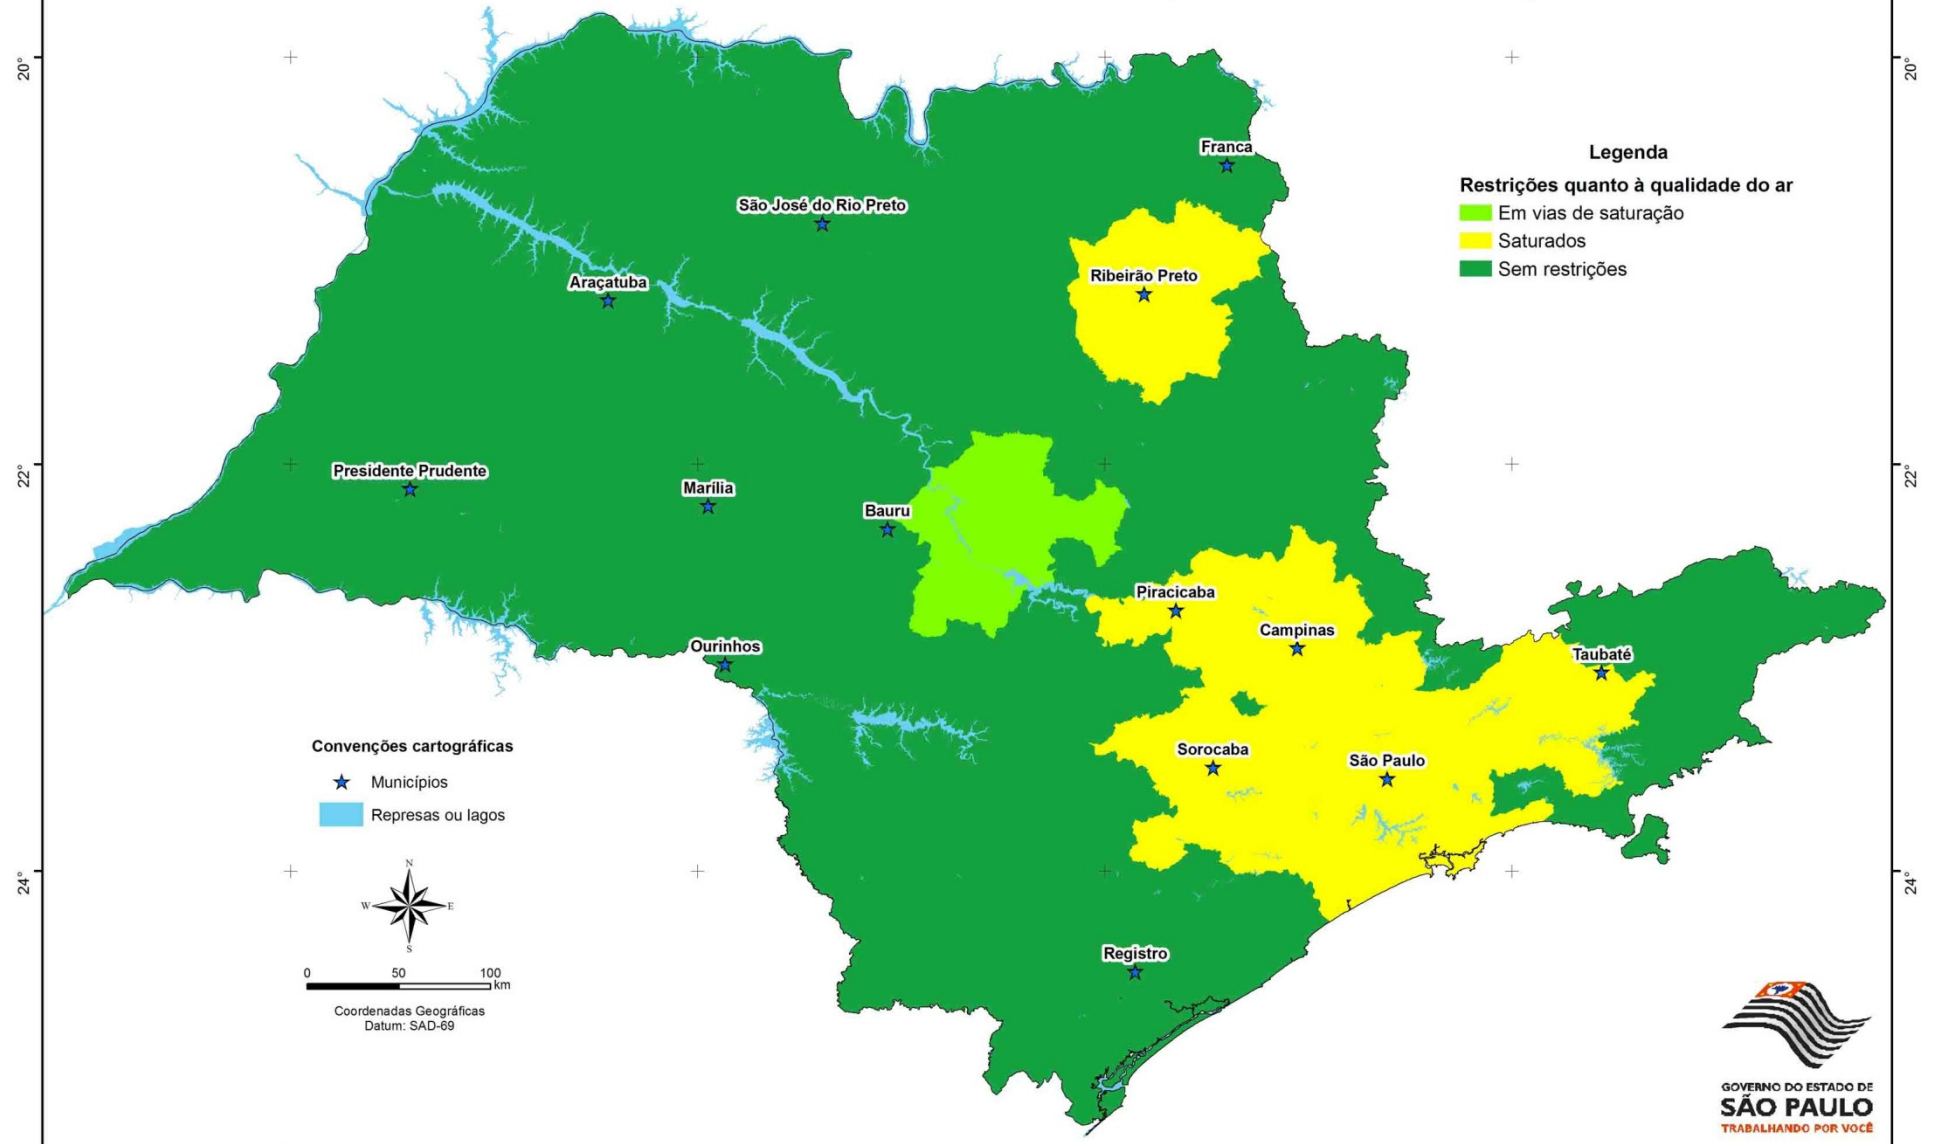 20°
20°
Franca
Legenda
Restrições quanto à qualidade do ar
Em vias de saturação
Saturados
Sem restrições
São José do Rio Preto
Ribeirão Preto
Araçatuba
22°
22°
Presidente Prudente
Marília
Bauru
Piracicaba
Campinas
Ourinhos
Taubaté
Convenções cartográficas
Municípios
Represas ou lagos
Sorocaba
São Paulo
24°
24°
N
W
E
S
Registro
0 50 100
km
Coordenadas Geográficas
Datum: SAD-69
GOVERNO DO ESTADO DE
SÃO PAULO
TRABALHANDO POR VOCÊ